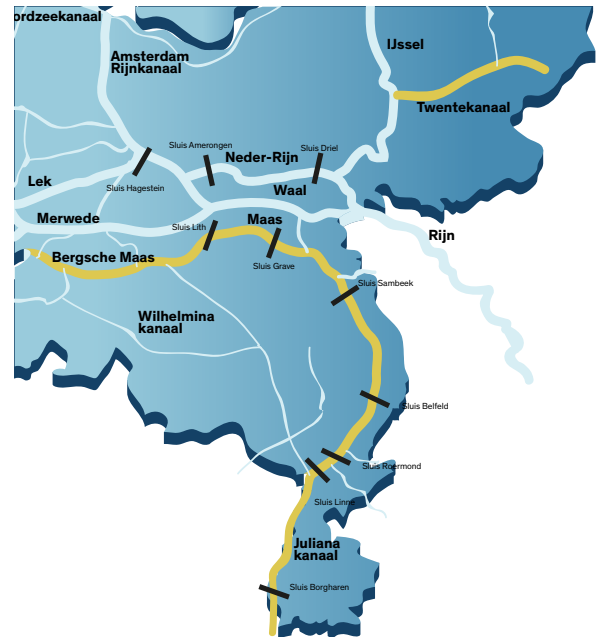 ordzeekanaal
IJssel
Amsterdam
Rijnkanaal
Twentekanaal
Sluis Amerongen
Sluis Driel
Neder-Rijn
Lek
Sluis Hagestein
Waal
Merwede
Maas
Sluis Lith
Rijn
Bergsche Maas
Sluis Grave
Sluis Sambeek
Wilhelmina
kanaal
Sluis Belfeld
Sluis Roermond
Sluis Linne
Juliana
kanaal
Sluis Borgharen